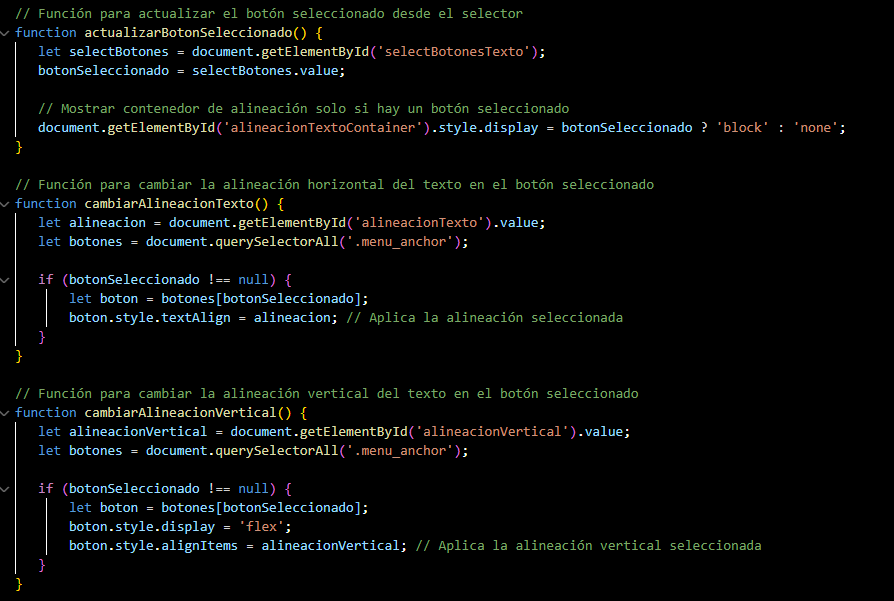 // Función para actualizar el botón seleccionado desde el selector
function actualizarBotonSeleccionado() {
let selectBotones = document.getElementById('selectBotonesTexto');
botonSeleccionado = selectBotones.value;
// Mostrar contenedor de alineación solo si hay un botón seleccionado
document.getElementById('alineacionTextoContainer').style.display = botonSeleccionado ? 'block' : 'none';
}
// Función para cambiar la alineación horizontal del texto en el botón seleccionado
function cambiarAlineacionTexto() {
let alineacion = document.getElementById('alineacionTexto').value;
let botones = document.querySelectorAll('.menu_anchor');
if (botonSeleccionado !== null) {
let boton = botones[botonSeleccionado];
boton.style.textAlign = alineacion; // Aplica la alineación seleccionada
}
}
// Función para cambiar la alineación vertical del texto en el botón seleccionado
function cambiarAlineacionVertical() {
let alineacionVertical = document.getElementById('alineacionVertical').value;
let botones = document.querySelectorAll('.menu_anchor');
if (botonSeleccionado !== null) {
let boton = botones[botonSeleccionado];
boton.style.display = 'flex';
boton.style.alignItems = alineacionVertical; // Aplica la alineación vertical seleccionada
}
}